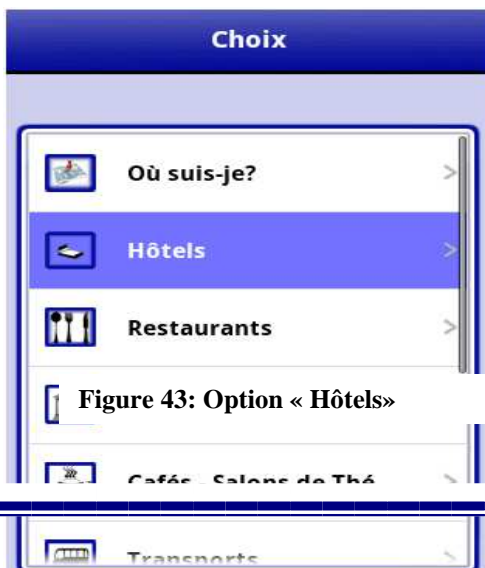 Choix
Où suis-je?
Hôtels
Restaurants
Figure 43: Option « Hôtels»
Cafés - Salons de Thé
Transports